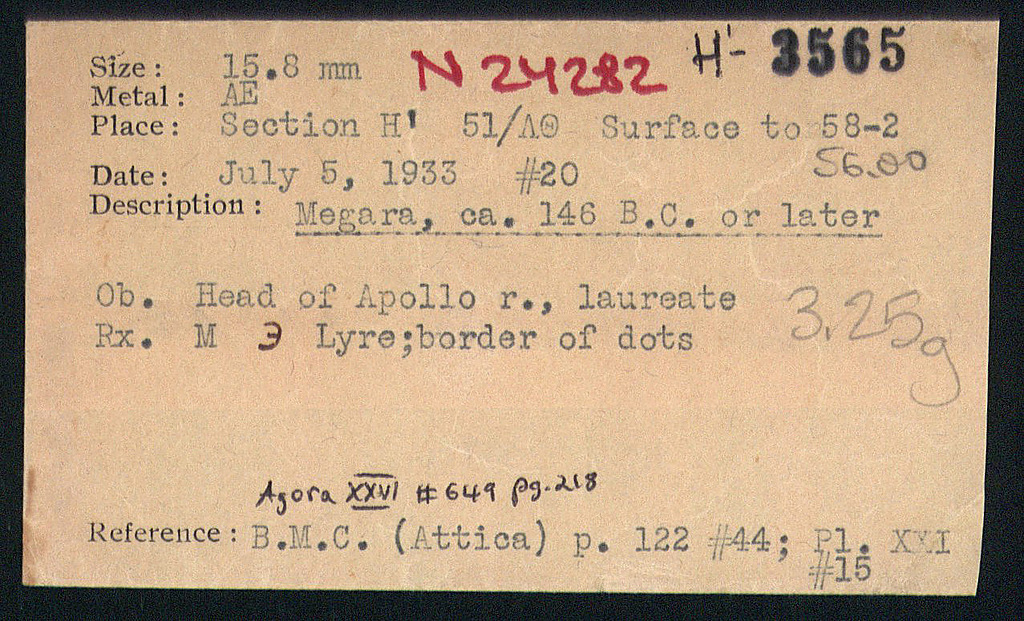 Size: 15.8 mm N 24282 H'- 3565
Metal: AE
Place: Section H' 51/ΛΘ Surface to 58-2
56.00
Date: July 5, 1933 #20
Description: Megara, ca. 146 B.C. or later
Ob. Head of Apollo r., laureate
Rx. M Э Lyre;border of dots
3.25g
Agora XXVI #649 pg.218
Reference: B.M.C. (Attica) p. 122 #44; Pl. XXI
#15